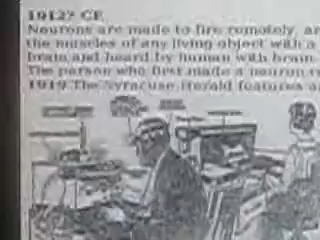 1912? CE
Neurons are made to fire remotely, an
the muscles of any living object with a
brain and heard by human with brain.
The person who first made a neuron
1919 The Syracuse Herald features a